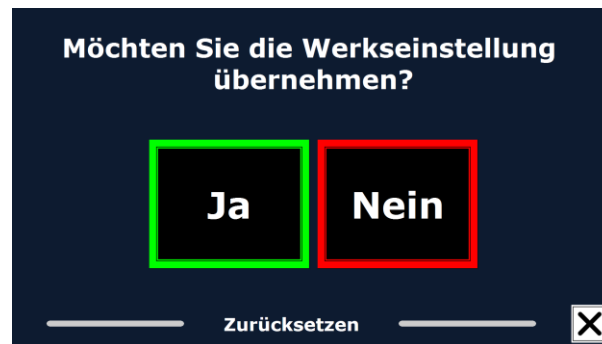 Möchten Sie die Werkseinstellung
übernehmen?
Ja Nein
Zurücksetzen